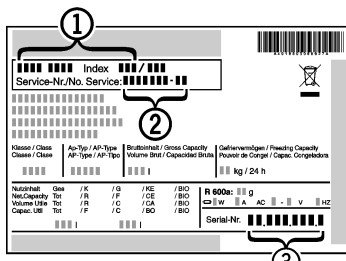 1
Index /
Service-Nr./No. Service: -
2
Klasse / Class
Classe / Clase
Ap-Typ / AP-Type
AP-Type / AP-Tipo
Bruttoinhalt / Gross Capacity
Volume Brut / Capacidad Bruta
Gefriervermögen / Freezing Capacity
Pouvoir de Congel / Capac. Congeladora
l
kg / 24 h
Nutzinhalt Ges / K / G / KE / BIO
Net.Capacity Tot / R / F / CE / BIO
Volume Utile Tot / R / C / CA / BIO
Capac. Util Tot / F / C / BO / BIO
l l
R 600a: g
W A AC - V HZ
Serial-Nr.
3